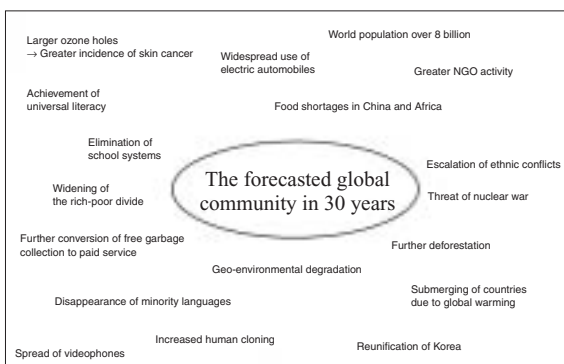 World population over 8 billion
Larger ozone holes
→ Greater incidence of skin cancer
Widespread use of
electric automobiles
Greater NGO activity
Achievement of
universal literacy
Food shortages in China and Africa
Elimination of
school systems
Escalation of ethnic conflicts
The forecasted global
community in 30 years
Widening of
the rich-poor divide
Threat of nuclear war
Further conversion of free garbage
collection to paid service
Further deforestation
Geo-environmental degradation
Submerging of countries
due to global warming
Disappearance of minority languages
Increased human cloning
Reunification of Korea
Spread of videophones